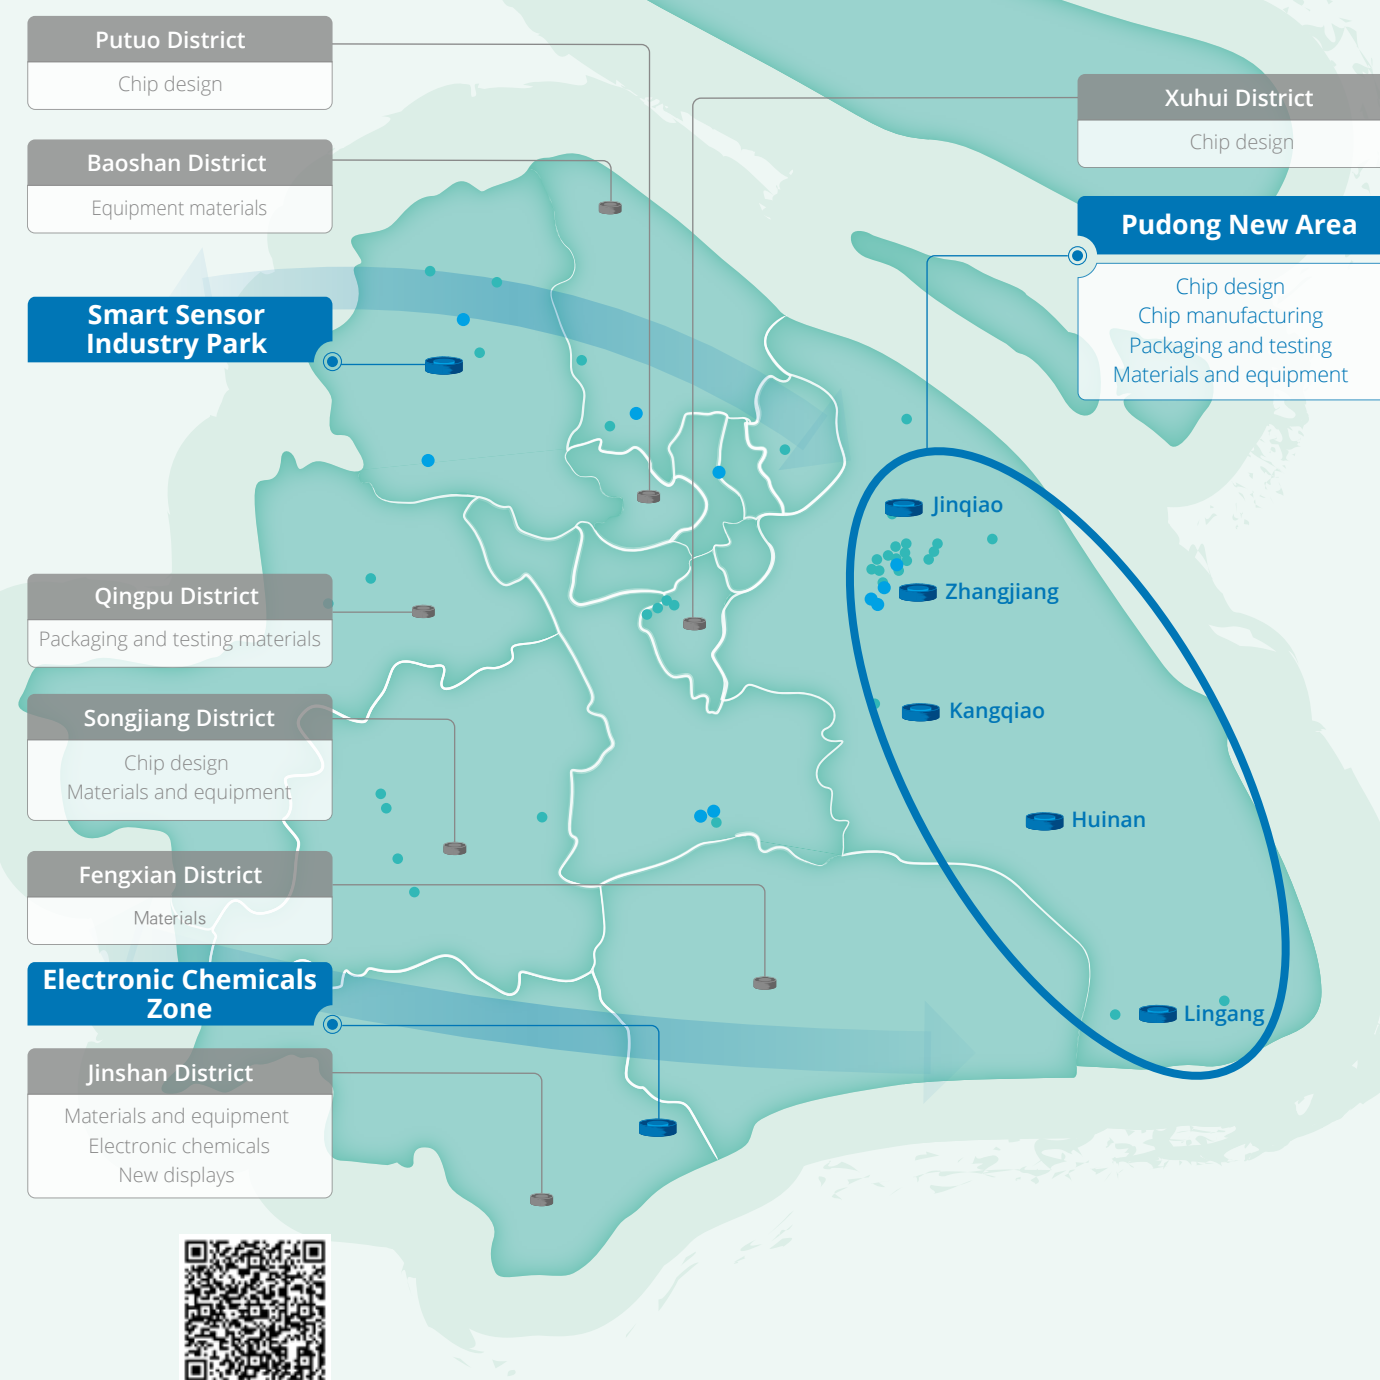 Putuo District
Chip design
Baoshan District
Equipment materials
Smart Sensor
Industry Park
Qingpu District
Packaging and testing materials
Songjiang District
Chip design
Materials and equipment
Fengxian District
Materials
Electronic Chemicals
Zone
Jinshan District
Materials and equipment
Electronic chemicals
New displays
Xuhui District
Chip design
Pudong New Area
Chip design
Chip manufacturing
Packaging and testing
Materials and equipment
Jinqiao
Zhangjiang
Kangqiao
Huinan
Lingang